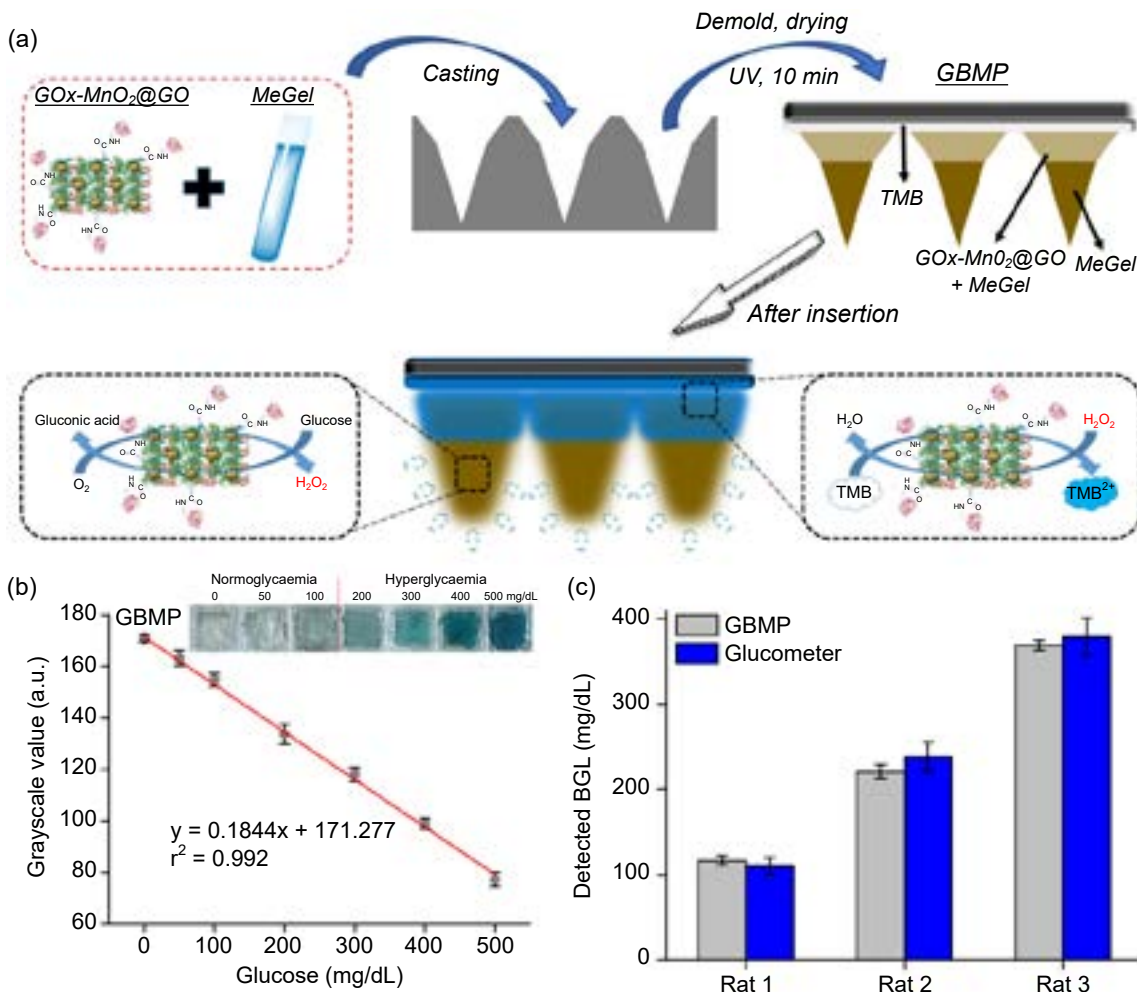 (a)
GOx-MnO₂@GO
MeGel
Casting
Demold, drying
UV, 10 min
GBMP
TMB
GOx-Mn0₂@GO
+ MeGel
MeGel
After insertion
Gluconic acid
Glucose
O₂
H₂O₂
H₂O
H₂O₂
TMB
TMB²⁺
(b)
Normoglycaemia
Hyperglycaemia
0 50 100 200 300 400 500 mg/dL
GBMP
Grayscale value (a.u.)
180
160
140
120
100
80
60
y = 0.1844x + 171.277
r² = 0.992
0 100 200 300 400 500
Glucose (mg/dL)
(c)
GBMP
Glucometer
Detected BGL (mg/dL)
400
300
200
100
0
Rat 1 Rat 2 Rat 3